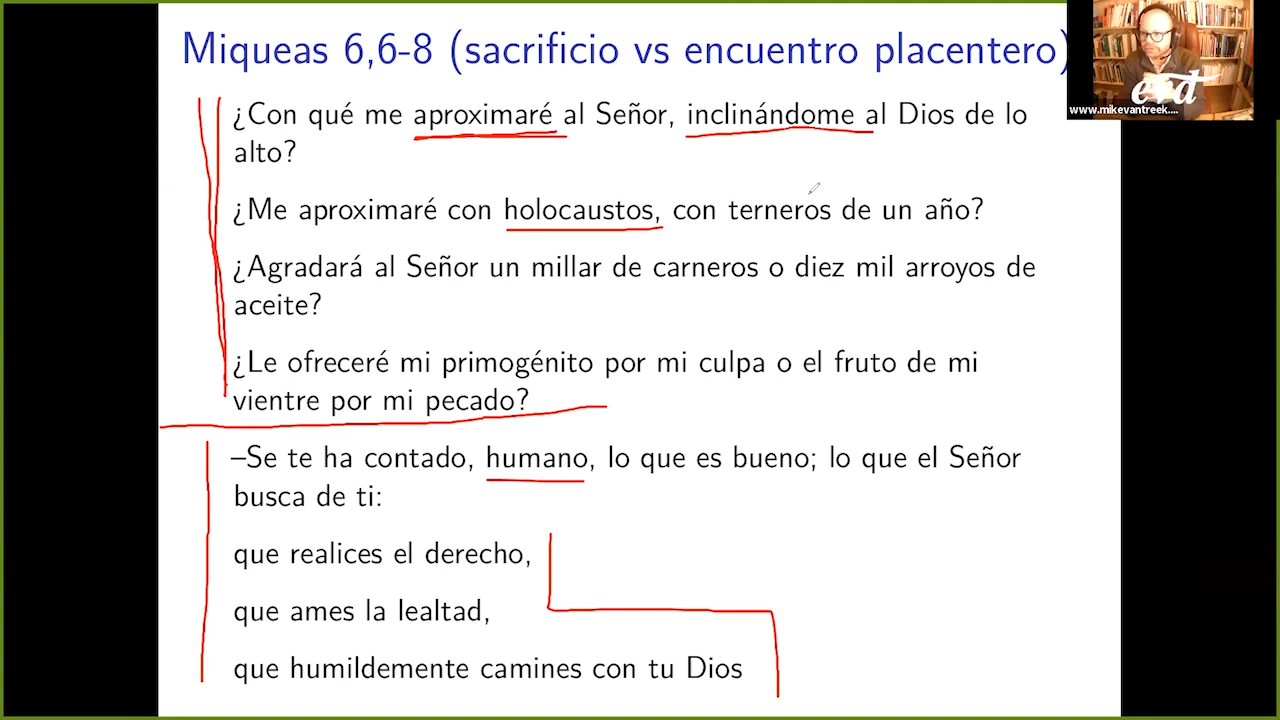 Miqueas 6,6-8 (sacrificio vs encuentro placentero)
¿Con qué me aproximaré al Señor, inclinándome al Dios de lo
alto?
¿Me aproximaré con holocaustos, con terneros de un año?
¿Agradará al Señor un millar de carneros o diez mil arroyos de
aceite?
¿Le ofreceré mi primogénito por mi culpa o el fruto de mi
vientre por mi pecado?
–Se te ha contado, humano, lo que es bueno; lo que el Señor
busca de ti:
que realices el derecho,
que ames la lealtad,
que humildemente camines con tu Dios
www.mikevantreek....